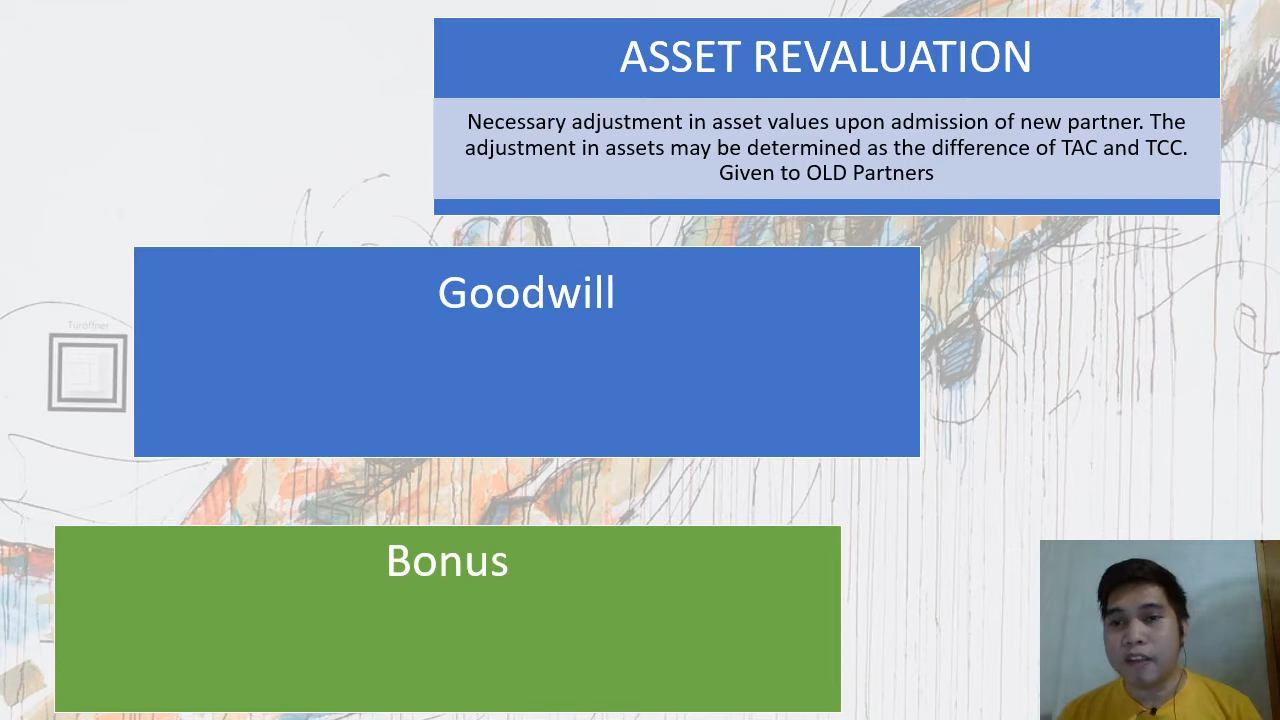 ASSET REVALUATION
Necessary adjustment in asset values upon admission of new partner. The
adjustment in assets may be determined as the difference of TAC and TCC.
Given to OLD Partners
Goodwill
Turöffner
Bonus